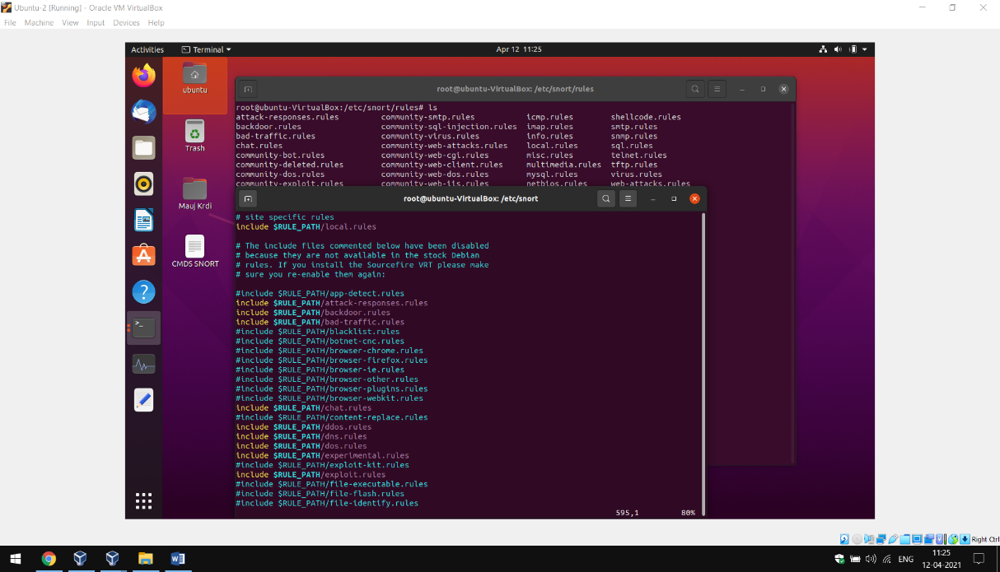 Ubuntu-2 [Running] - Oracle VM VirtualBox
File Machine View Input Devices Help
Activities Terminal Apr 12 11:25
ubuntu
Trash
Mauj Krdi
CMDS SNORT
root@ubuntu-VirtualBox: /etc/snort/rules
root@ubuntu-VirtualBox:/etc/snort/rules# ls
attack-responses.rules community-smtp.rules icmp.rules shellcode.rules
backdoor.rules community-sql-injection.rules imap.rules smtp.rules
bad-traffic.rules community-virus.rules info.rules snmp.rules
chat.rules community-web-attacks.rules local.rules sql.rules
community-bot.rules community-web-cgi.rules misc.rules telnet.rules
community-deleted.rules community-web-client.rules multimedia.rules tftp.rules
community-dos.rules community-web-dos.rules mysql.rules virus.rules
community-exploit.rules community-web-iis.rules netbios.rules web-attacks.rules
root@ubuntu-VirtualBox: /etc/snort
# site specific rules
include $RULE_PATH/local.rules
# The include files commented below have been disabled
# because they are not available in the stock Debian
# rules. If you install the Sourcefire VRT please make
# sure you re-enable them again:
#include $RULE_PATH/app-detect.rules
include $RULE_PATH/attack-responses.rules
include $RULE_PATH/backdoor.rules
include $RULE_PATH/bad-traffic.rules
#include $RULE_PATH/blacklist.rules
#include $RULE_PATH/botnet-cnc.rules
#include $RULE_PATH/browser-chrome.rules
#include $RULE_PATH/browser-firefox.rules
#include $RULE_PATH/browser-ie.rules
#include $RULE_PATH/browser-other.rules
#include $RULE_PATH/browser-plugins.rules
#include $RULE_PATH/browser-webkit.rules
include $RULE_PATH/chat.rules
#include $RULE_PATH/content-replace.rules
include $RULE_PATH/ddos.rules
include $RULE_PATH/dns.rules
include $RULE_PATH/dos.rules
include $RULE_PATH/experimental.rules
#include $RULE_PATH/exploit-kit.rules
include $RULE_PATH/exploit.rules
#include $RULE_PATH/file-executable.rules
#include $RULE_PATH/file-flash.rules
#include $RULE_PATH/file-identify.rules
595,1 80%
Right Ctrl
ENG 11:25
12-04-2021